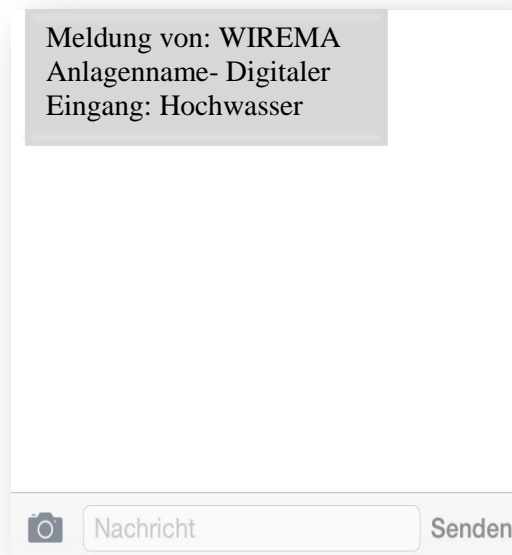 Meldung von: WIREMA
Anlagenname- Digitaler
Eingang: Hochwasser
Nachricht
Senden